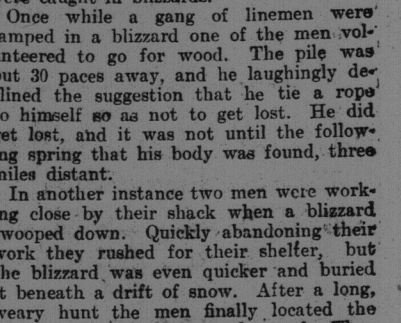 Once while a gang of linemen were
amped in a blizzard one of the men vol-
unteered to go for wood. The pile was
out 30 paces away, and he laughingly de-
lined the suggestion that he tie a rope
o himself so as not to get lost. He did
et lost, and it was not until the follow-
ng spring that his body was found, three
miles distant.
In another instance two men were work-
ng close by their shack when a blizzard
wooped down. Quickly abandoning their
work they rushed for their shelter, but
he blizzard was even quicker and buried
t beneath a drift of snow. After a long,
weary hunt the men finally located the